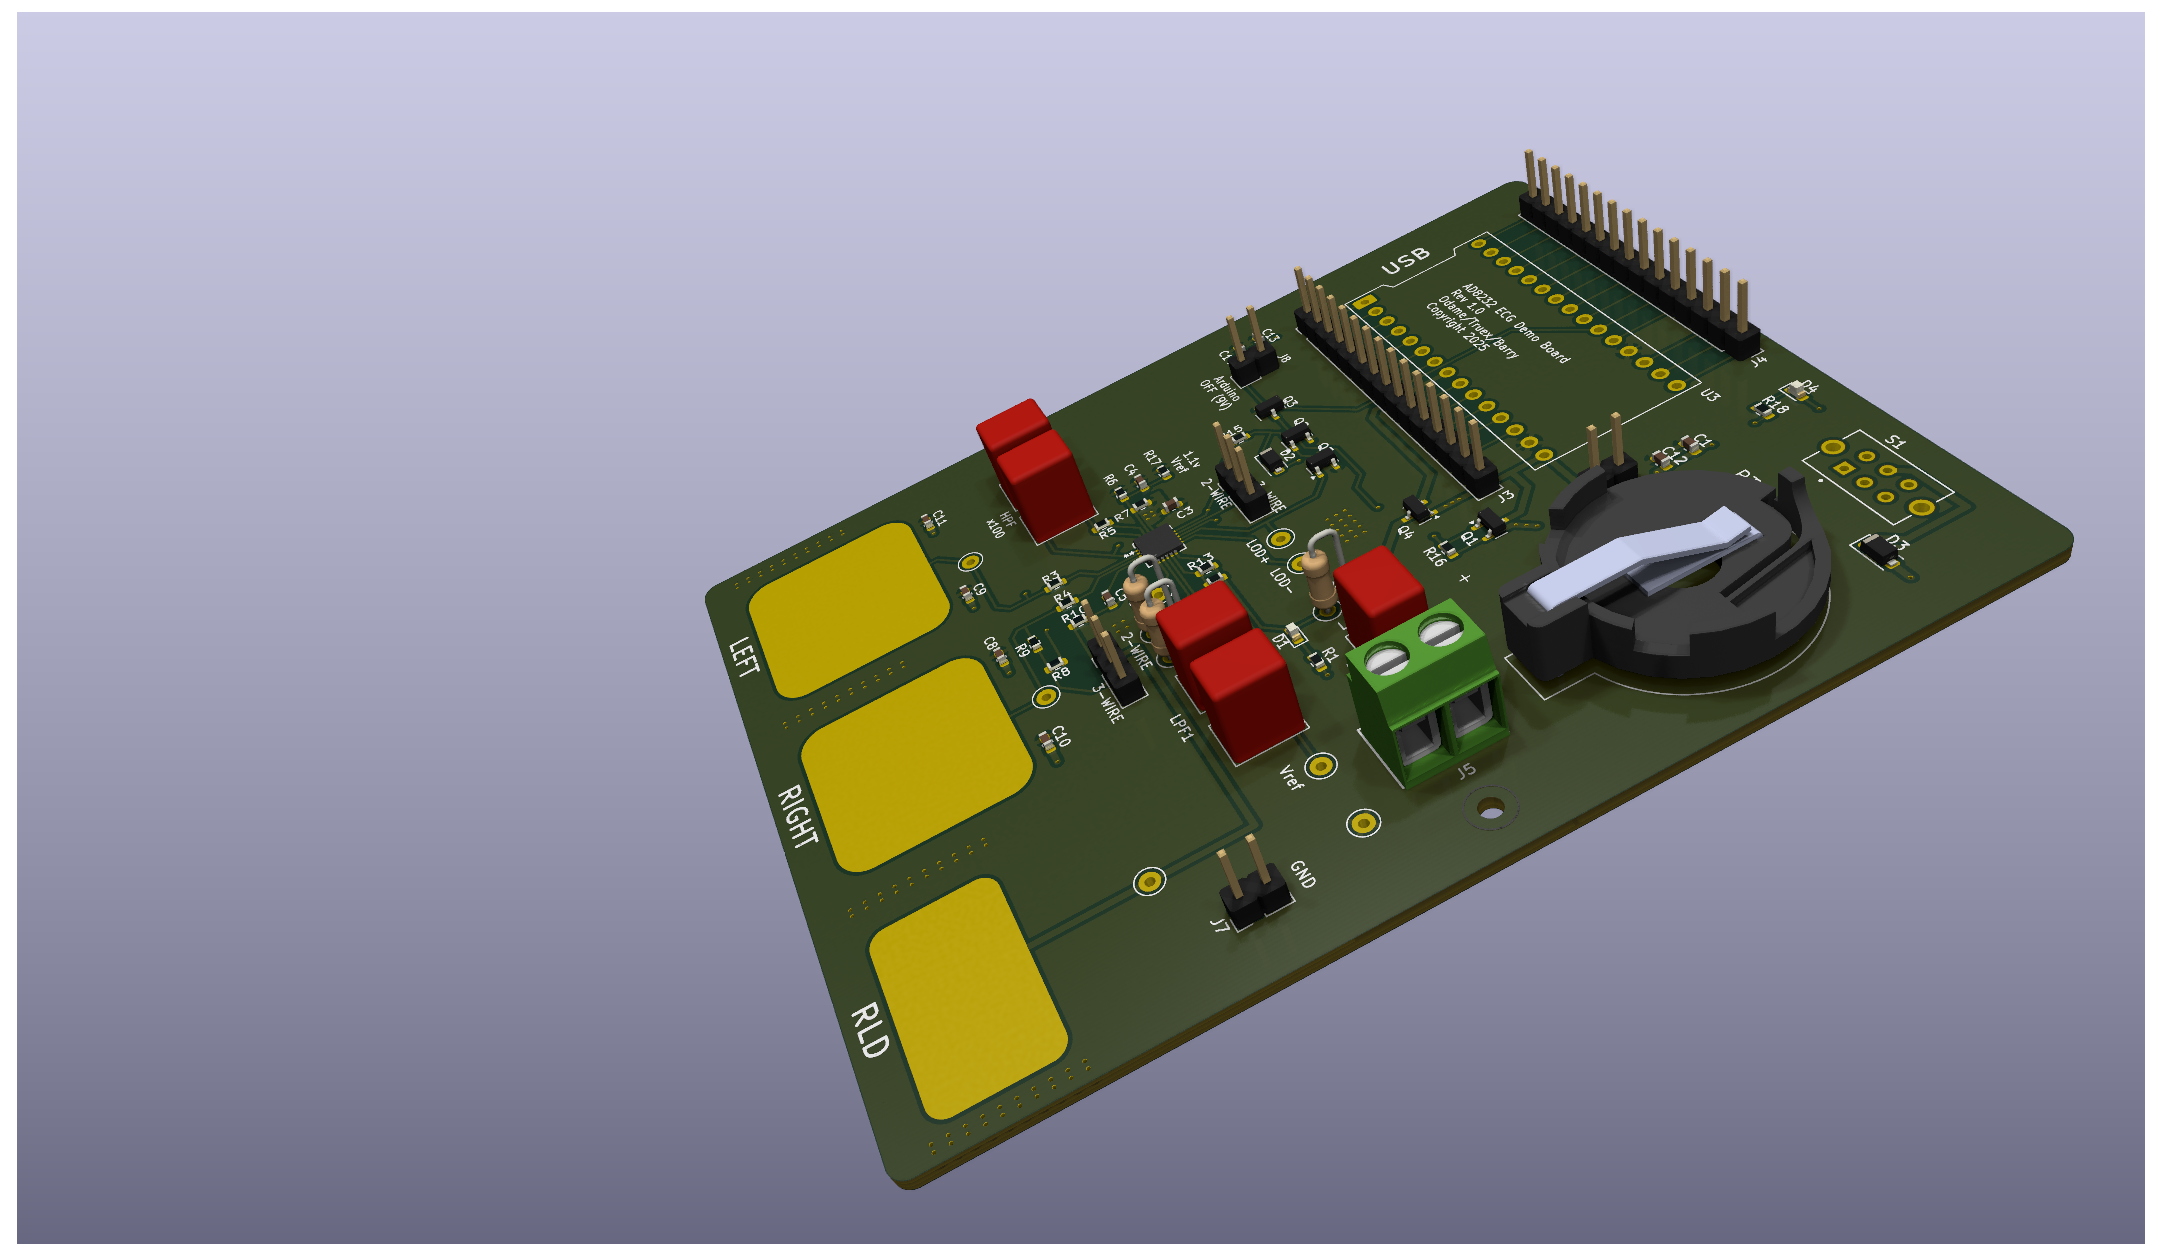 USB
AD8232 ECG Demo Board
Rev 1.0
Odame/Truex/Barry
Copyright 2025
J4
U3
D4
R18
S1
C13
J8
Arduino
OFF (9V)
Q3
J3
C1
C12
D3
Q4
Q1
R16
+
1.1v
Vref
R17
C4
R6
R7
R5
C3
HPF
x100
2-WIRE
LOD+
LOD-
C11
C9
R3
R4
C8
R9
R8
2-WIRE
3-WIRE
C10
D1
R1
LPF1
Vref
J5
GND
J7
LEFT
RIGHT
RLD